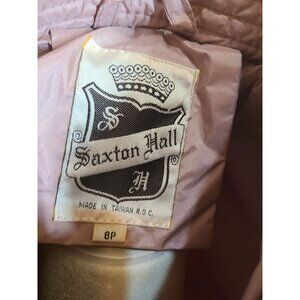 S
Saxton Hall
H
MADE IN TAIWAN R.O.C.
8P